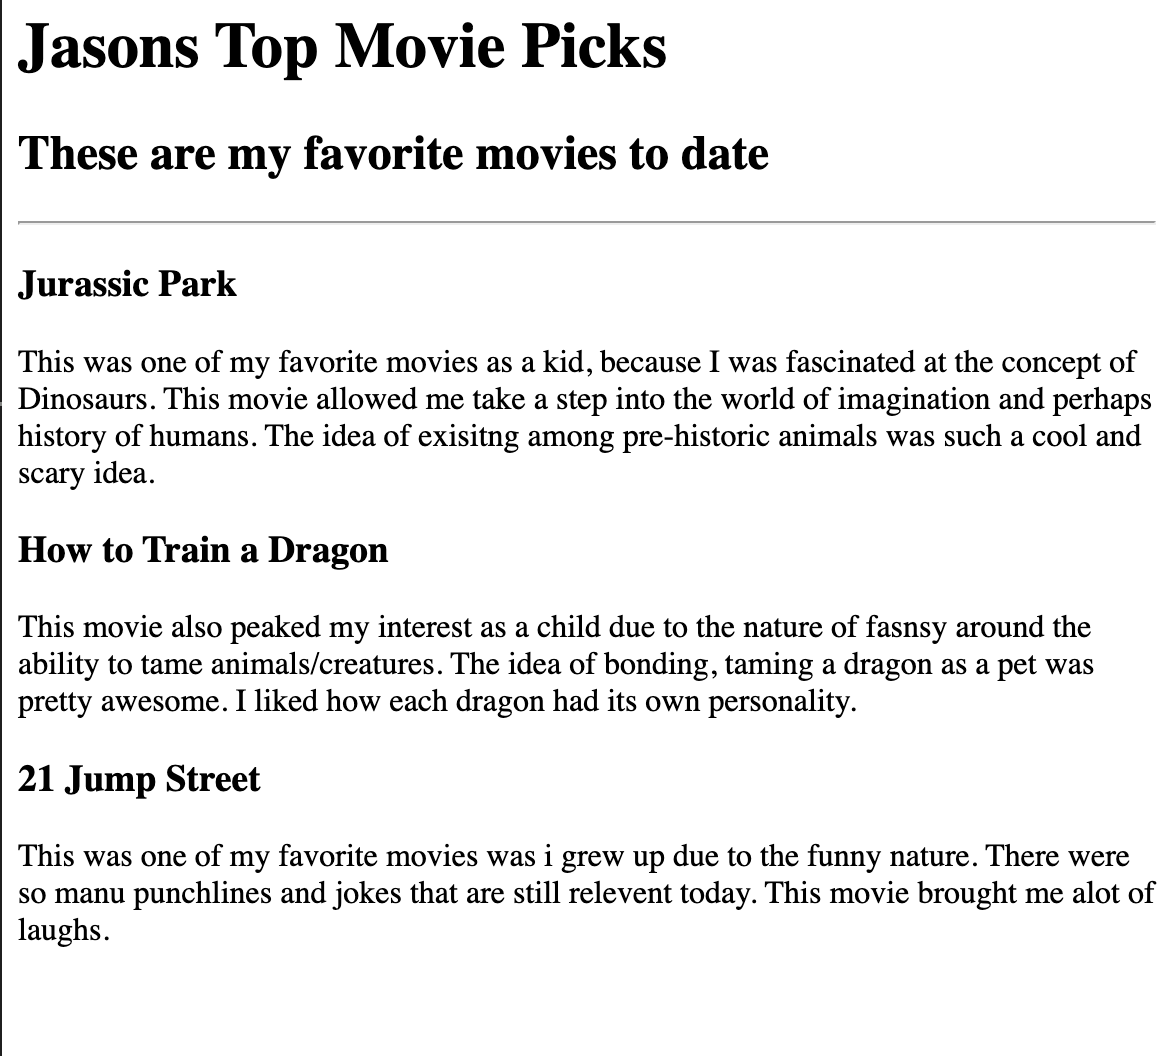 Jasons Top Movie Picks
These are my favorite movies to date
Jurassic Park
This was one of my favorite movies as a kid, because I was fascinated at the concept of
Dinosaurs. This movie allowed me take a step into the world of imagination and perhaps
history of humans. The idea of exisitng among pre-historic animals was such a cool and
scary idea.
How to Train a Dragon
This movie also peaked my interest as a child due to the nature of fasnsy around the
ability to tame animals/creatures. The idea of bonding, taming a dragon as a pet was
pretty awesome. I liked how each dragon had its own personality.
21 Jump Street
This was one of my favorite movies was i grew up due to the funny nature. There were
so manu punchlines and jokes that are still relevent today. This movie brought me alot of
laughs.